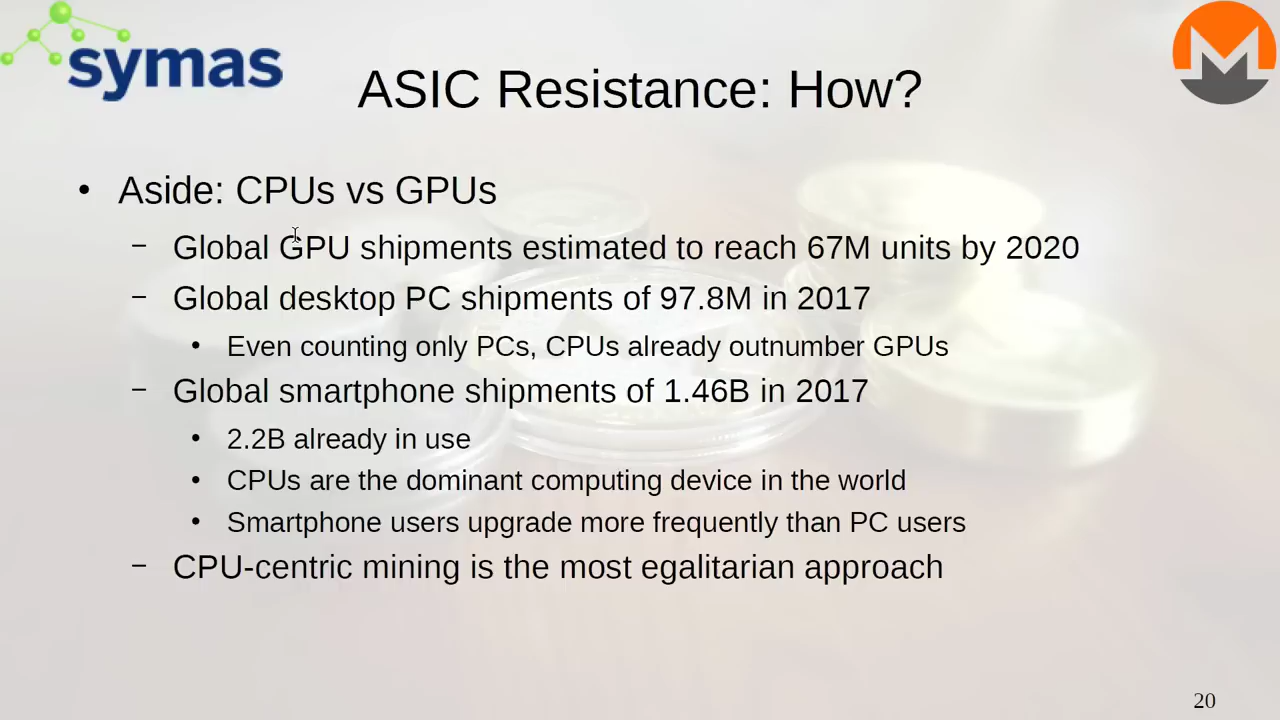 symas
ASIC Resistance: How?
• Aside: CPUs vs GPUs
– Global GPU shipments estimated to reach 67M units by 2020
– Global desktop PC shipments of 97.8M in 2017
• Even counting only PCs, CPUs already outnumber GPUs
– Global smartphone shipments of 1.46B in 2017
• 2.2B already in use
• CPUs are the dominant computing device in the world
• Smartphone users upgrade more frequently than PC users
– CPU-centric mining is the most egalitarian approach
20